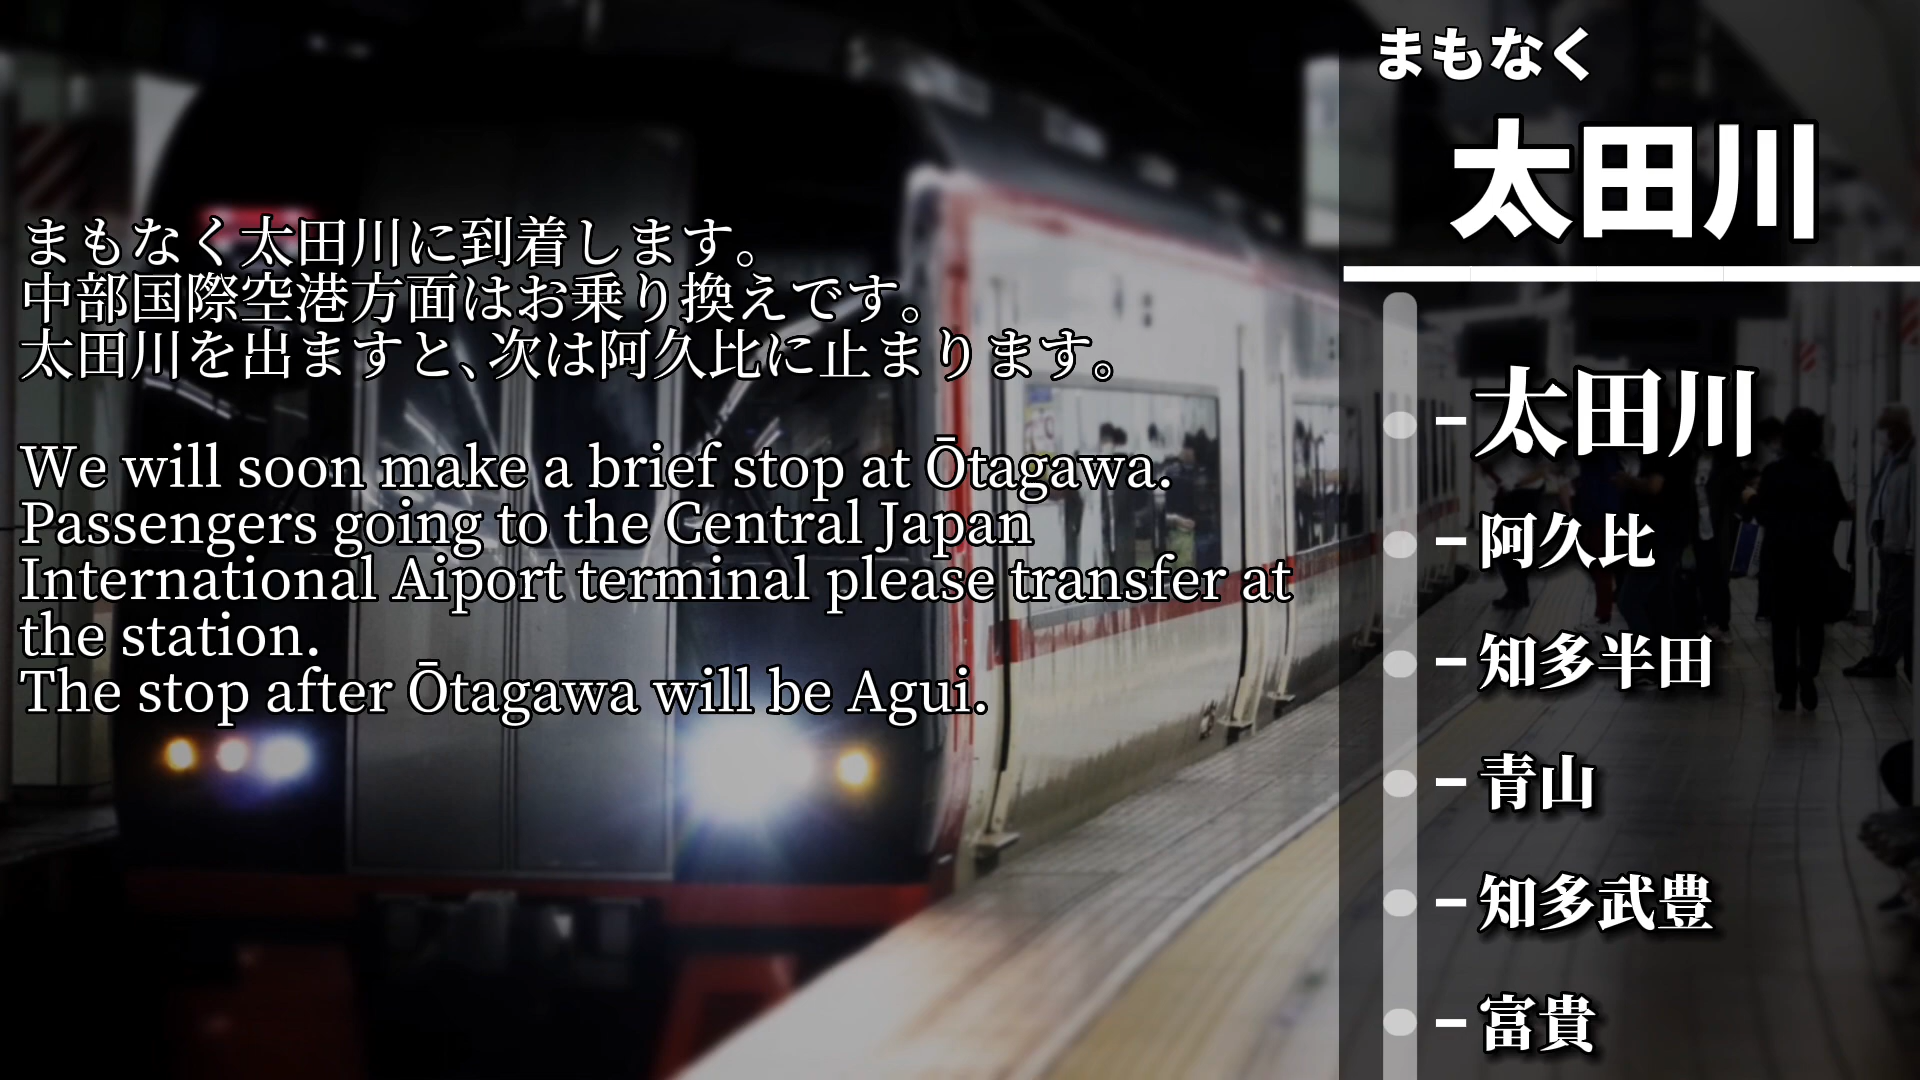 まもなく
太田川
まもなく太田川に到着します。
中部国際空港方面はお乗り換えです。
太田川を出ますと、次は阿久比に止まります。
We will soon make a brief stop at Ōtagawa.
Passengers going to the Central Japan
International Aiport terminal please transfer at
the station.
The stop after Ōtagawa will be Agui.
太田川
阿久比
知多半田
青山
知多武豊
富貴